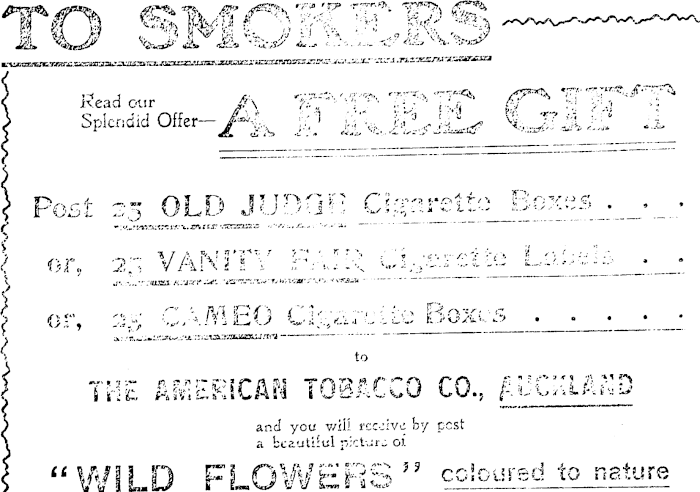 TO SMOKERS
Read our
Splendid Offer—
A FREE GIFT
Post 25 OLD JUDGE Cigarette Boxes . . .
or, 25 VANITY FAIR Cigarette Labels . .
or, 25 CAMEO Cigarette Boxes . . . . .
to
THE AMERICAN TOBACCO CO., AUCKLAND
and you will receive by post
a beautiful picture of
"WILD FLOWERS" coloured to nature